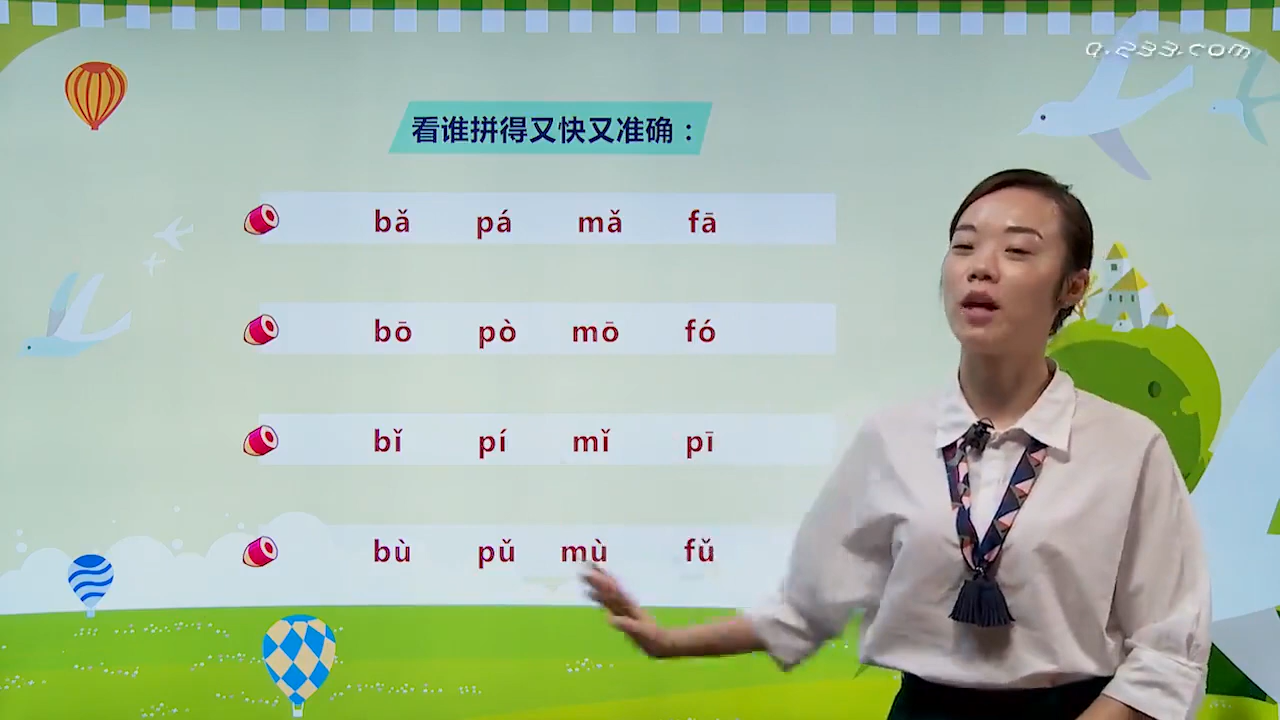 q.233.com
看谁拼得又快又准确：
bǎ pá mǎ fā
bō pò mō fó
bǐ pí mǐ pī
bù pǔ mù fǔ